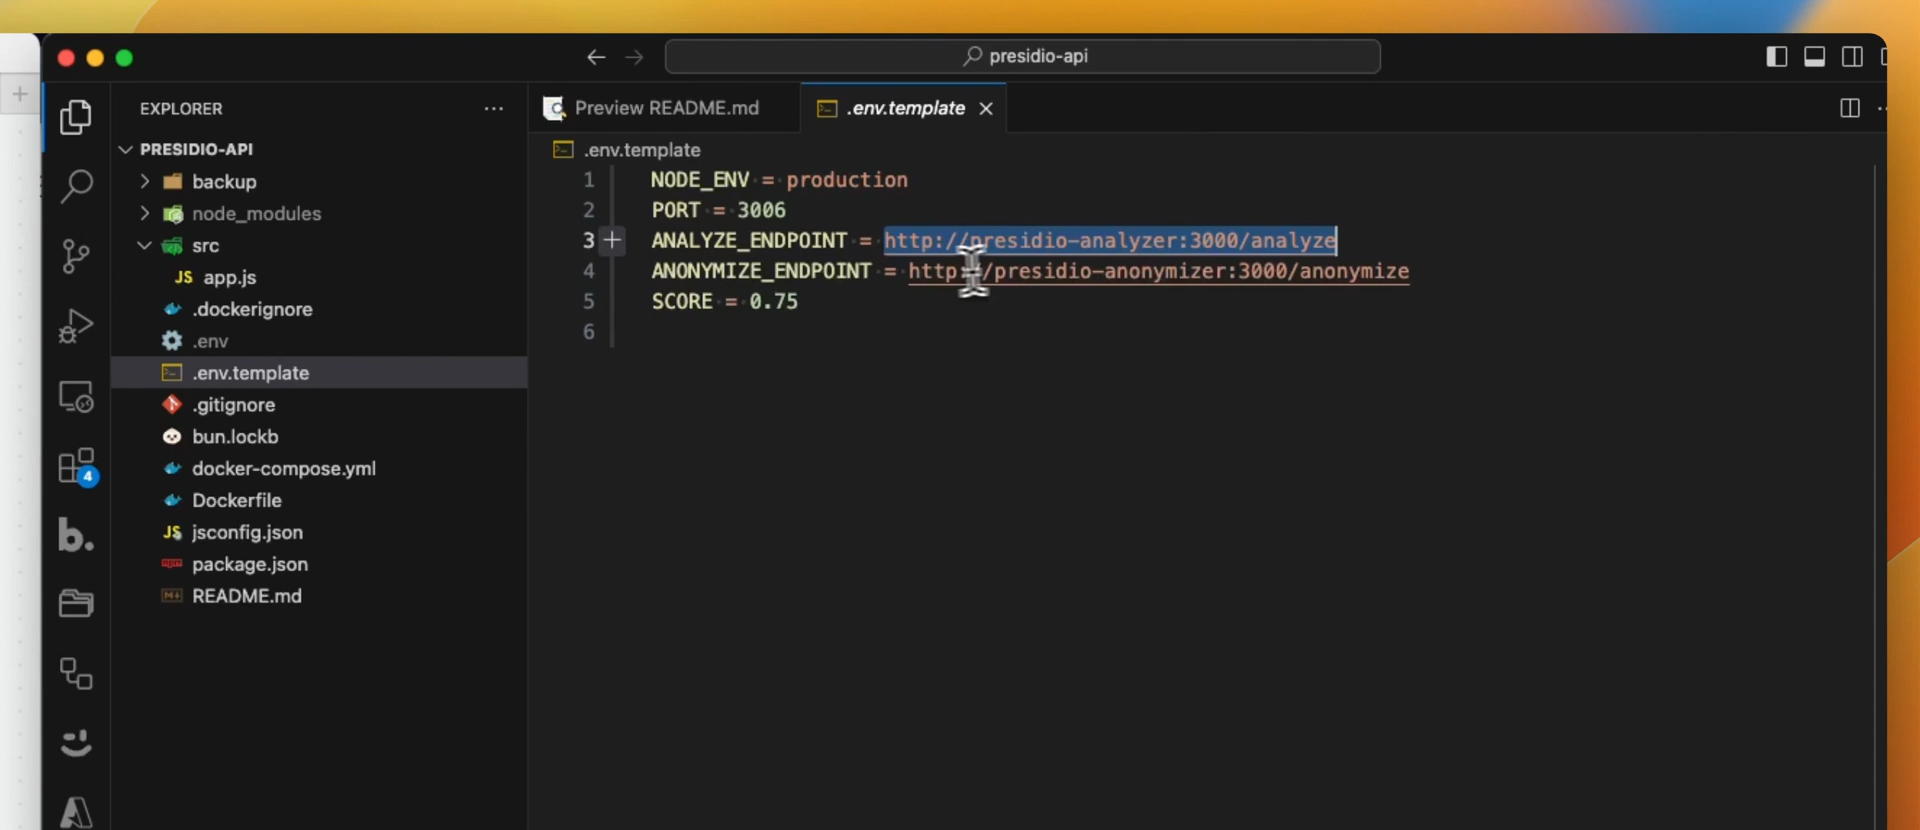 presidio-api
EXPLORER
Preview README.md
.env.template
PRESIDIO-API
backup
node_modules
src
JS app.js
.dockerignore
.env
.env.template
.gitignore
bun.lockb
docker-compose.yml
Dockerfile
JS jsconfig.json
package.json
README.md
4
b.
.env.template
1 NODE_ENV = production
2 PORT = 3006
3 ANALYZE_ENDPOINT = http://presidio-analyzer:3000/analyze
4 ANONYMIZE_ENDPOINT = http://presidio-anonymizer:3000/anonymize
5 SCORE = 0.75
6